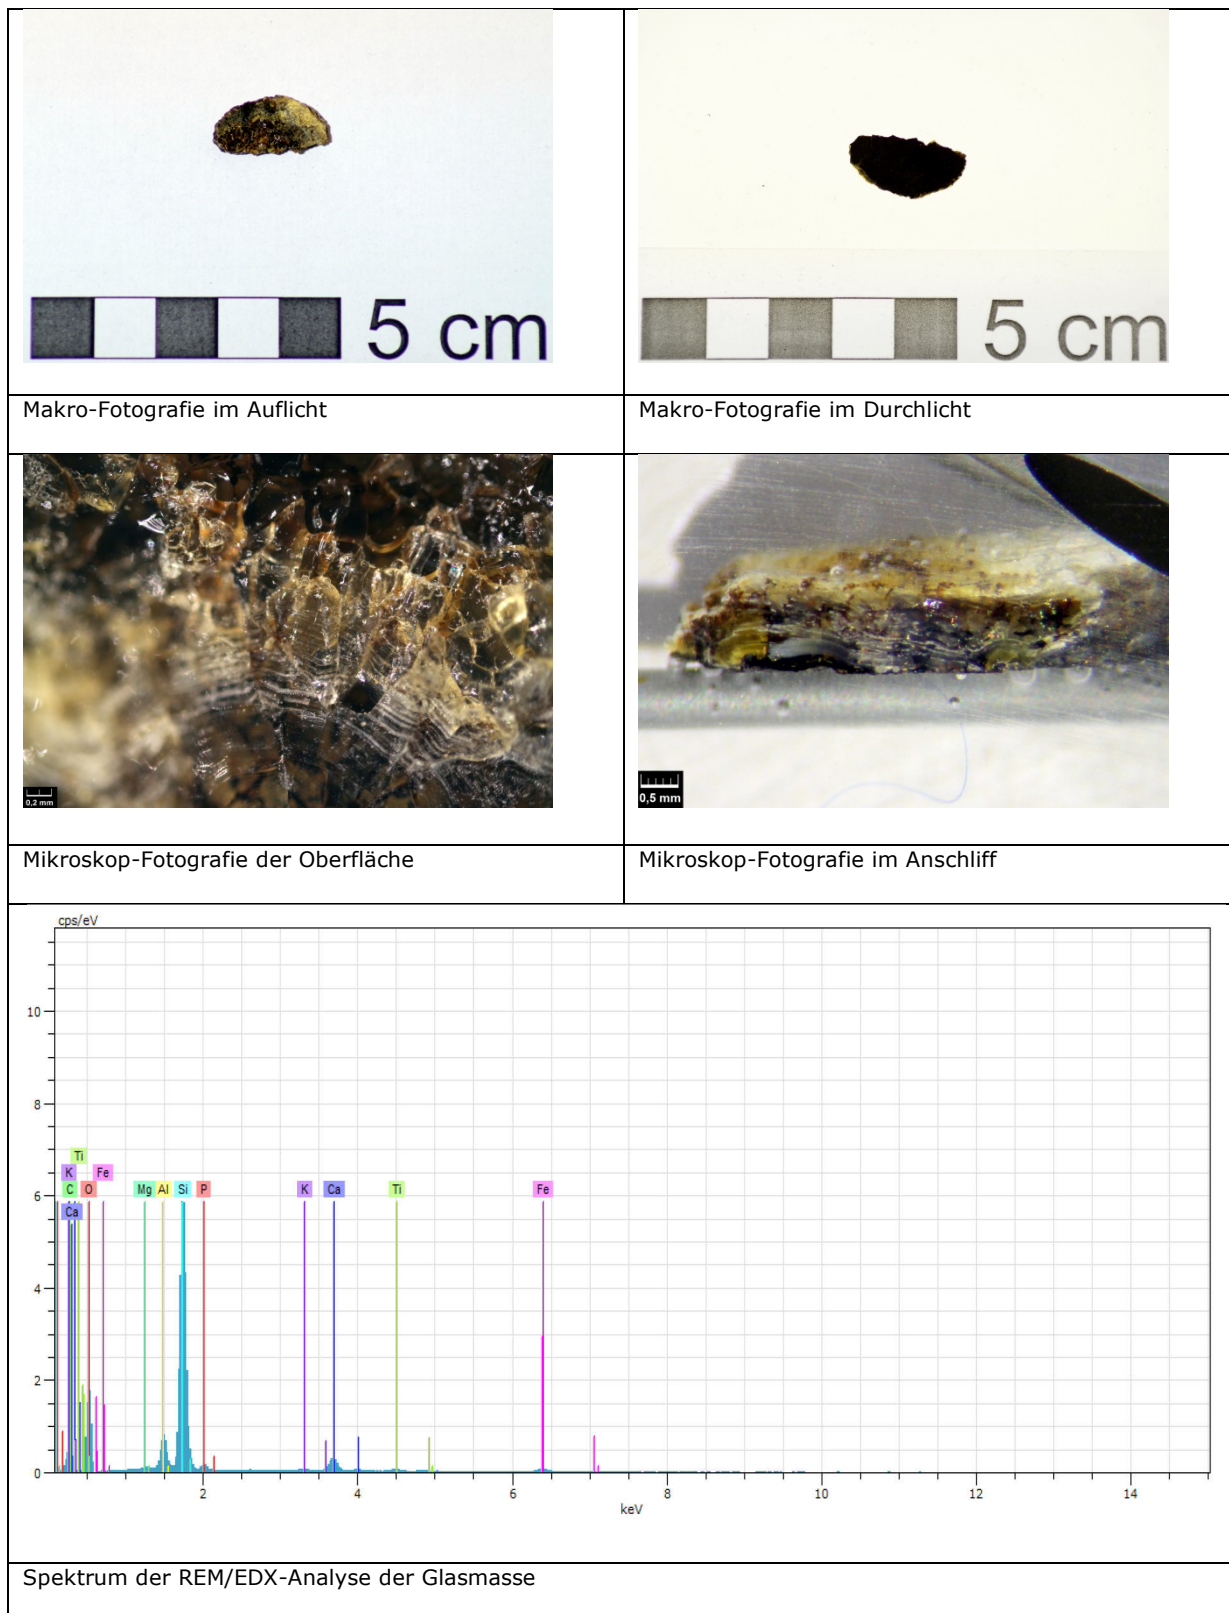 5 cm
5 cm
Makro-Fotografie im Auflicht
Makro-Fotografie im Durchlicht
0,2 mm
0,5 mm
Mikroskop-Fotografie der Oberfläche
Mikroskop-Fotografie im Anschliff
cps/eV
10
8
6
4
2
0
Ti
K Fe
C O Mg Al Si P K Ca Ti Fe
Ca
2 4 6 8 10 12 14
keV
Spektrum der REM/EDX-Analyse der Glasmasse